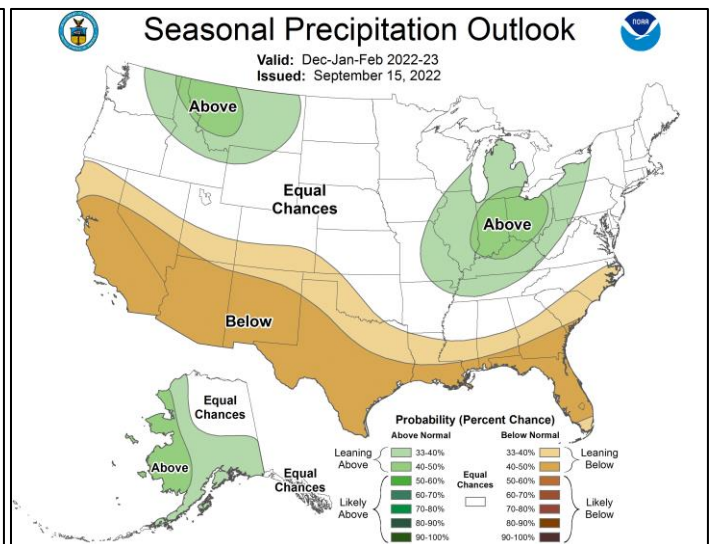 Seasonal Precipitation Outlook
NOAA
Valid: Dec-Jan-Feb 2022-23
Issued: September 15, 2022
Above
Equal
Chances
Above
Below
Equal
Chances
Above
Equal
Chances
Probability (Percent Chance)
Above Normal
Below Normal
Leaning
Above
33-40%
40-50%
Likely
Above
50-60%
60-70%
70-80%
80-90%
90-100%
Equal
Chances
33-40%
40-50%
Leaning
Below
50-60%
60-70%
70-80%
80-90%
90-100%
Likely
Below